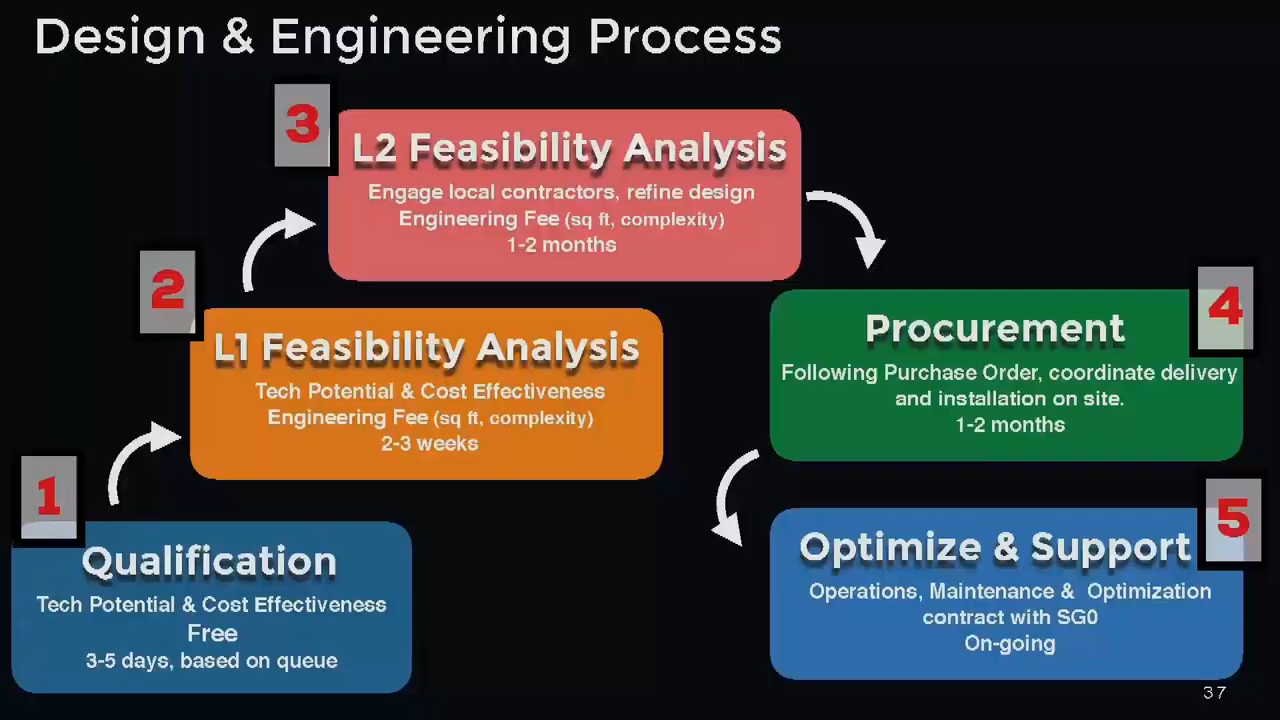 Design & Engineering Process
3
L2 Feasibility Analysis
Engage local contractors, refine design
Engineering Fee (sq ft, complexity)
1-2 months
2
L1 Feasibility Analysis
Tech Potential & Cost Effectiveness
Engineering Fee (sq ft, complexity)
2-3 weeks
1
Qualification
Tech Potential & Cost Effectiveness
Free
3-5 days, based on queue
4
Procurement
Following Purchase Order, coordinate delivery
and installation on site.
1-2 months
5
Optimize & Support
Operations, Maintenance & Optimization
contract with SG0
On-going
37